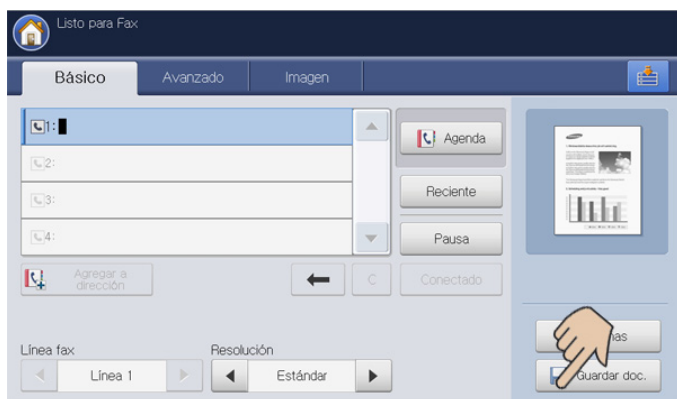 Listo para Fax
Básico
Avanzado
Imagen
1:
2:
3:
4:
Agenda
Reciente
Pausa
Agregar a
dirección
C
Conectado
Línea fax
Resolución
Línea 1
Estándar
Guardar doc.